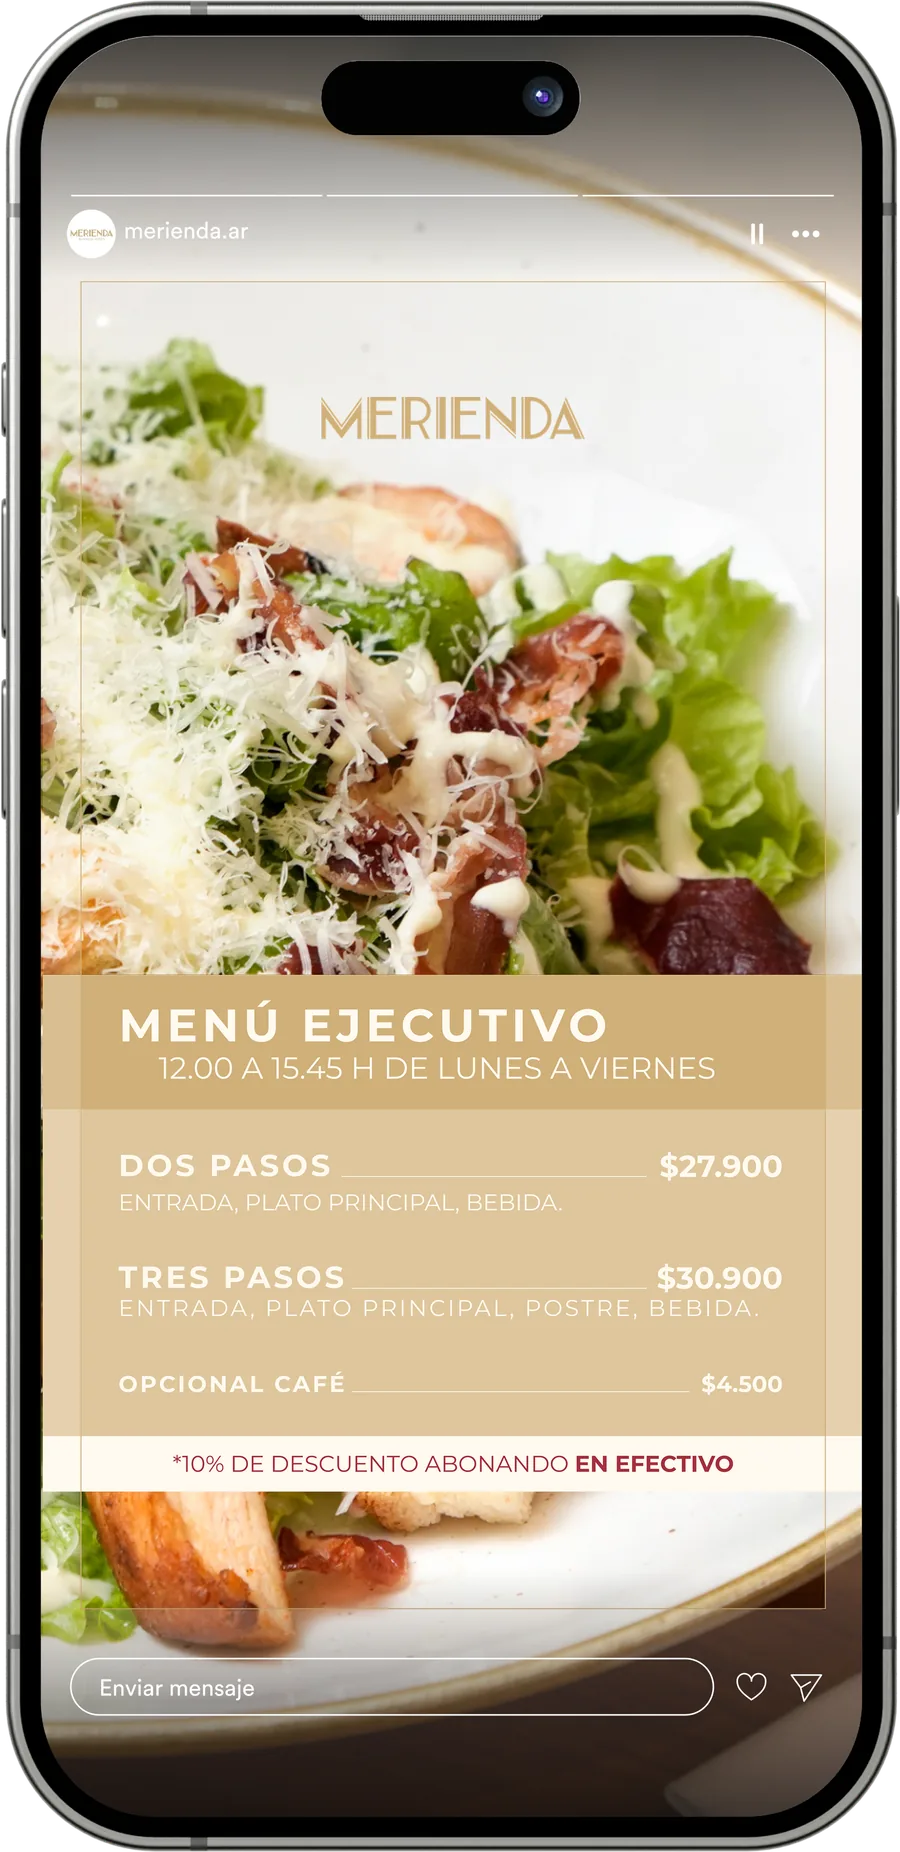 MERIENDA
merienda.ar
MERIENDA
MENÚ EJECUTIVO
12.00 A 15.45 H DE LUNES A VIERNES
DOS PASOS $27.900
ENTRADA, PLATO PRINCIPAL, BEBIDA.
TRES PASOS $30.900
ENTRADA, PLATO PRINCIPAL, POSTRE, BEBIDA.
OPCIONAL CAFÉ $4.500
*10% DE DESCUENTO ABONANDO EN EFECTIVO
Enviar mensaje